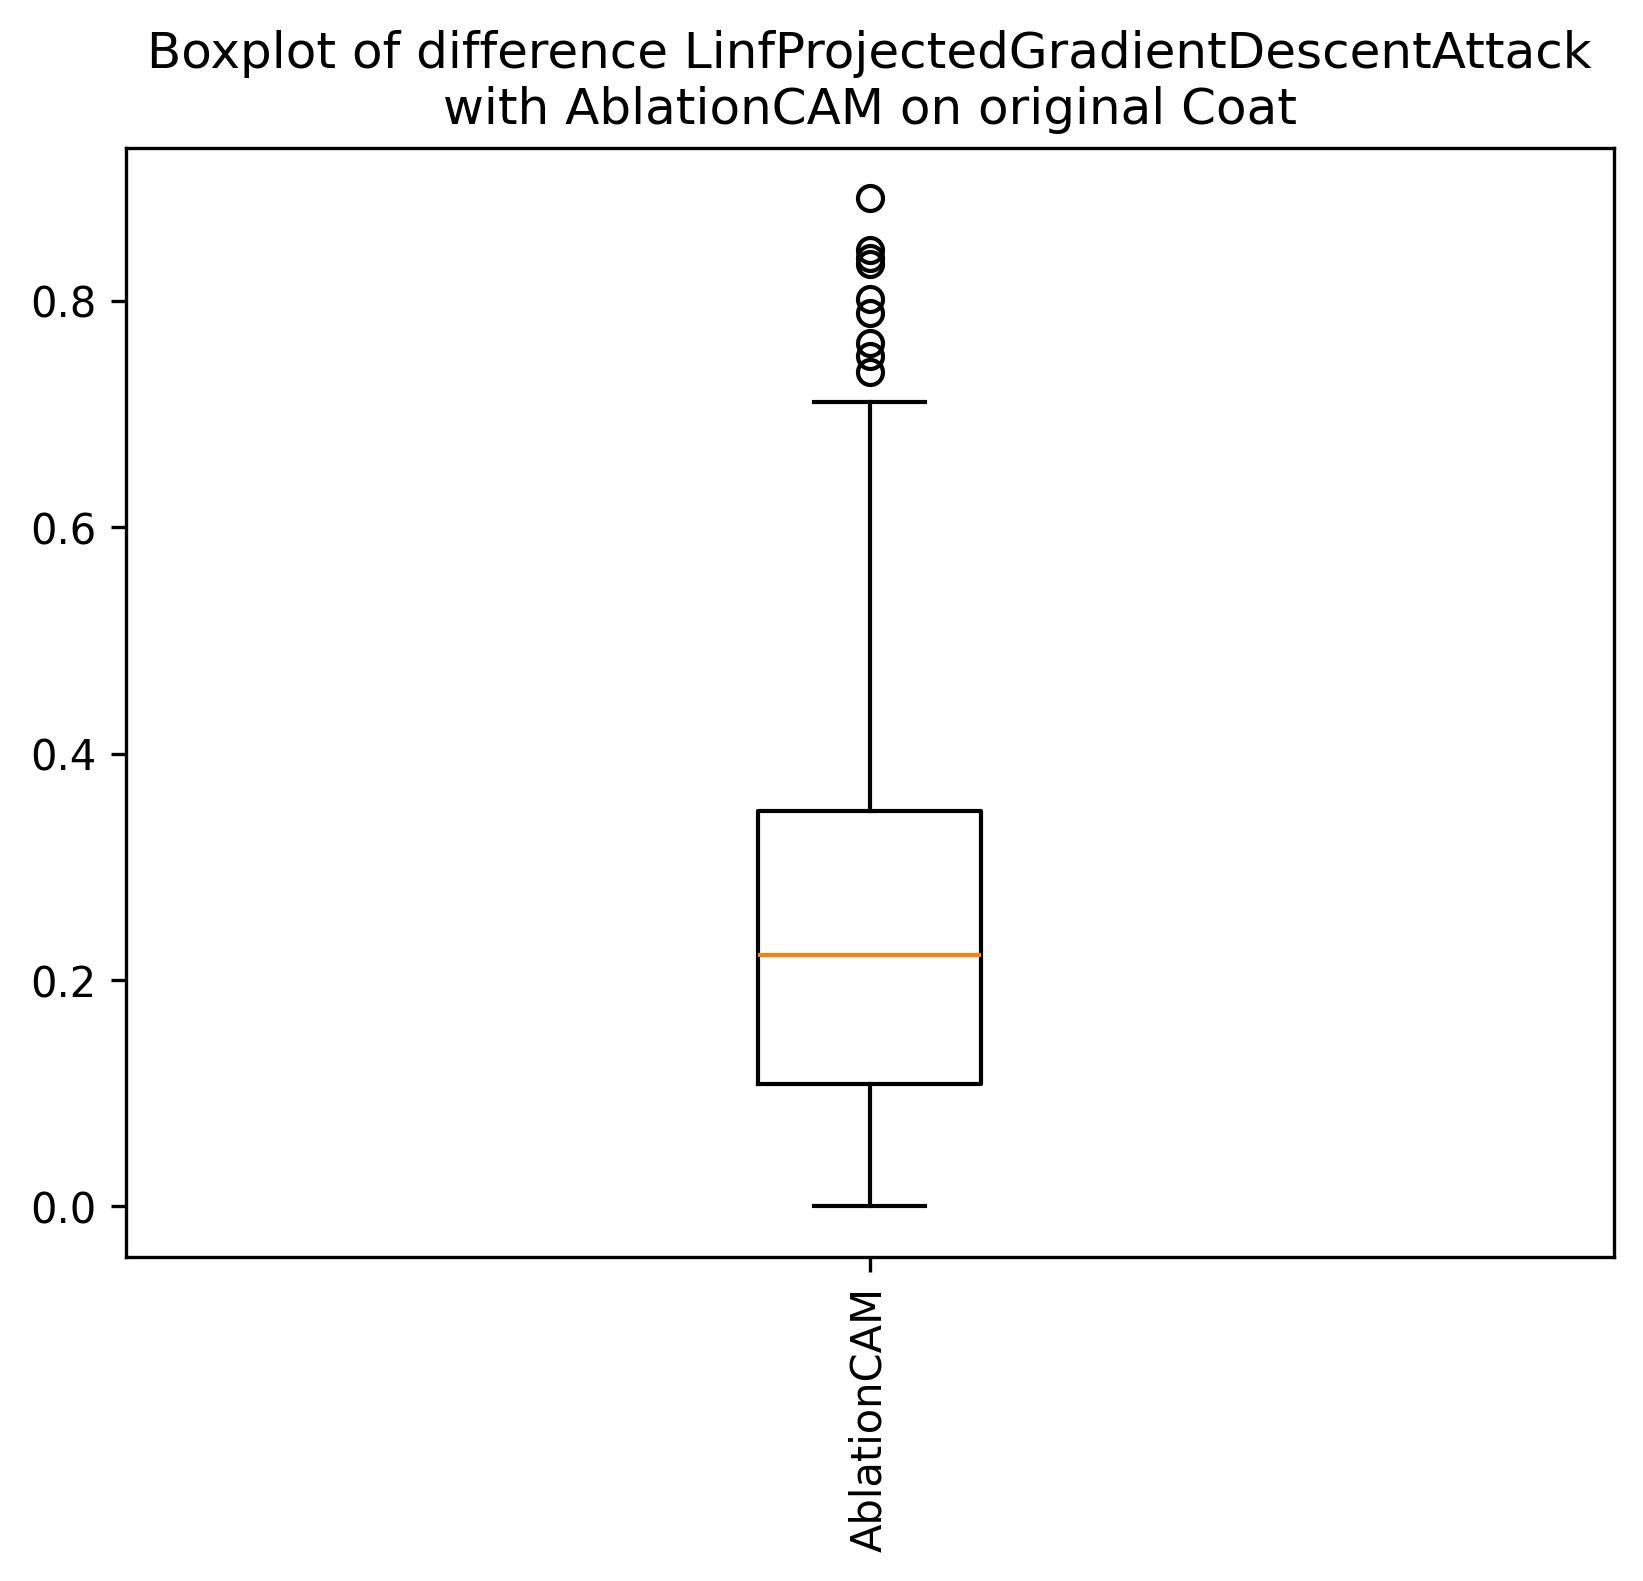 Boxplot of difference LinfProjectedGradientDescentAttack
with AblationCAM on original Coat
0.8
0.6
0.4
0.2
0.0
AblationCAM